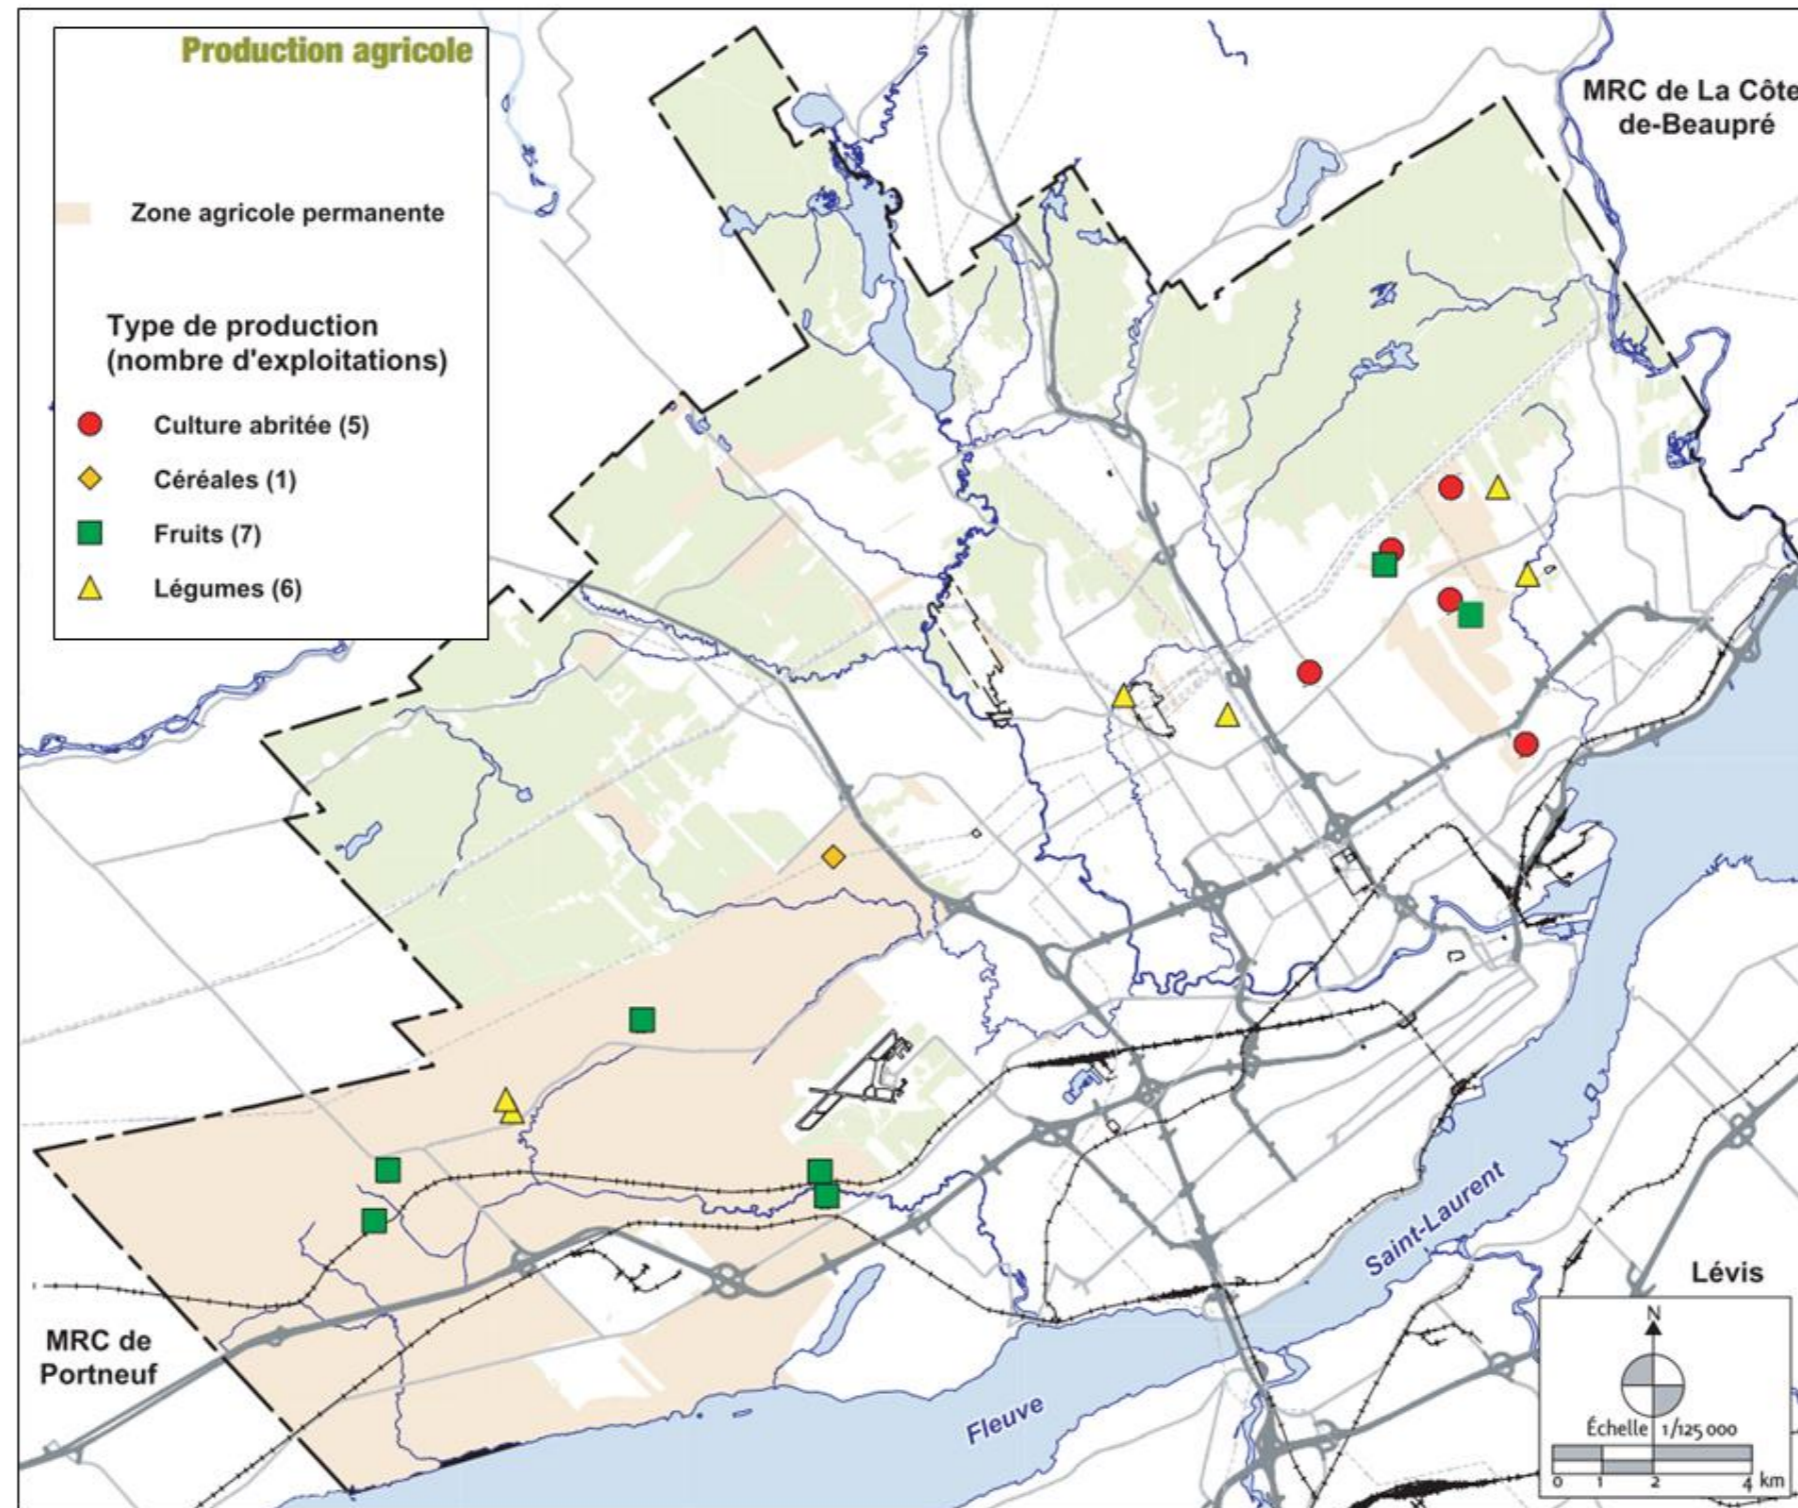 Production agricole
Zone agricole permanente
Type de production
(nombre d'exploitations)
Culture abritée (5)
Céréales (1)
Fruits (7)
Légumes (6)
MRC de La Côte
de-Beaupré
MRC de
Portneuf
Fleuve
Saint-Laurent
Lévis
N
Échelle 1/125 000
0 1 2 4 km